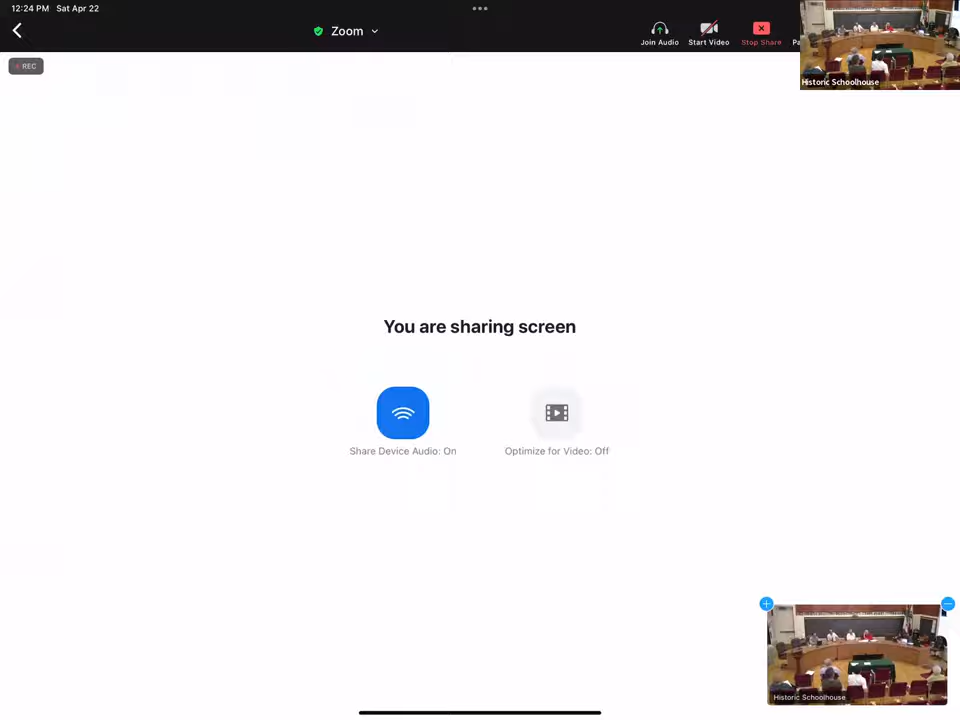 12:24 PM Sat Apr 22
Zoom
Join Audio
Start Video
Stop Share
Pa
REC
Historic Schoolhouse
You are sharing screen
Share Device Audio: On
Optimize for Video: Off
Historic Schoolhouse